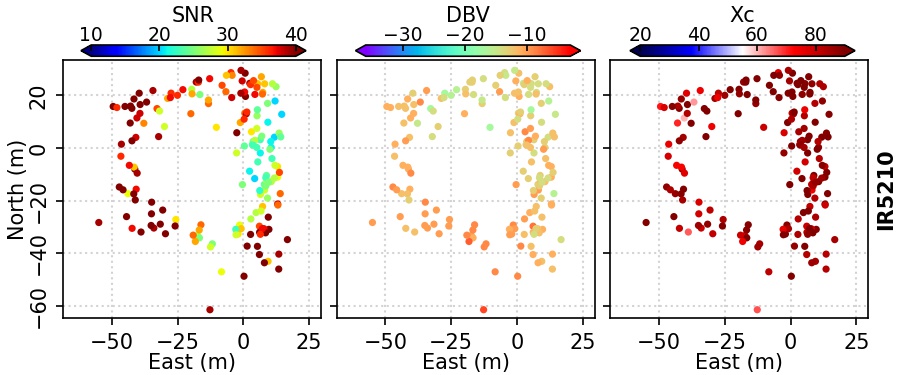 SNR DBV Xc
10 20 30 40 −30 −20 −10 20 40 60 80
20
0
−20
−40
−60
North (m)
IR5210
−50 −25 0 25 −50 −25 0 25 −50 −25 0 25
East (m) East (m) East (m)